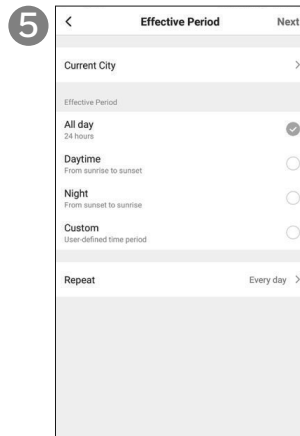 5
Effective Period Next
Current City
Effective Period
All day
24 hours
Daytime
From sunrise to sunset
Night
From sunset to sunrise
Custom
User-defined time period
Repeat Every day